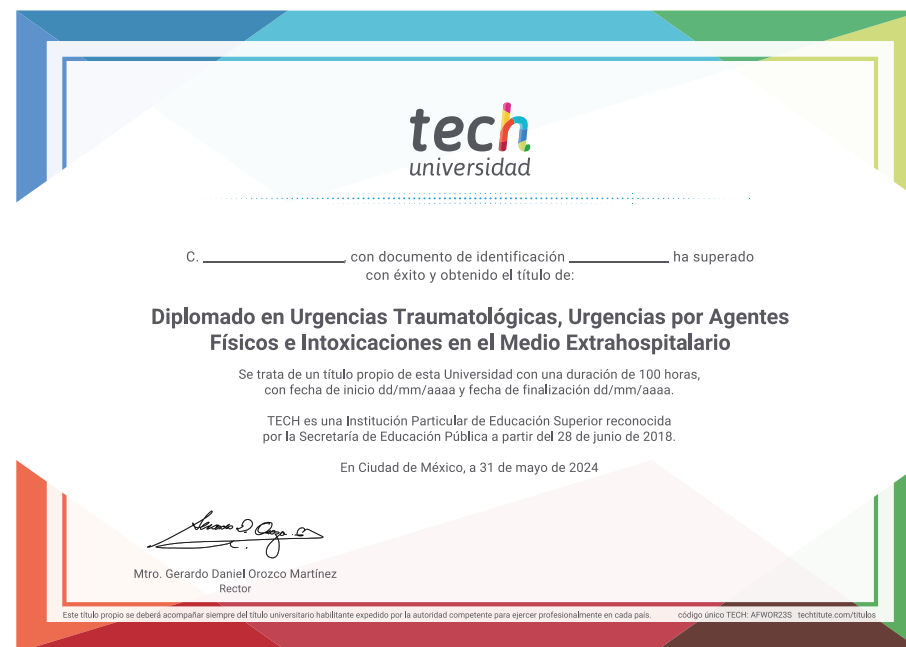 tech
universidad
C. ____________, con documento de identificación ____________ ha superado
con éxito y obtenido el título de:
Diplomado en Urgencias Traumatológicas, Urgencias por Agentes
Físicos e Intoxicaciones en el Medio Extrahospitalario
Se trata de un título propio de esta Universidad con una duración de 100 horas,
con fecha de inicio dd/mm/aaaa y fecha de finalización dd/mm/aaaa.
TECH es una Institución Particular de Educación Superior reconocida
por la Secretaría de Educación Pública a partir del 28 de junio de 2018.
En Ciudad de México, a 31 de mayo de 2024
Mtro. Gerardo Daniel Orozco Martínez
Rector
Este título propio se deberá acompañar siempre del título universitario habilitante expedido por la autoridad competente para ejercer profesionalmente en cada país. código único TECH: AFWOR23S techtitute.com/titulos